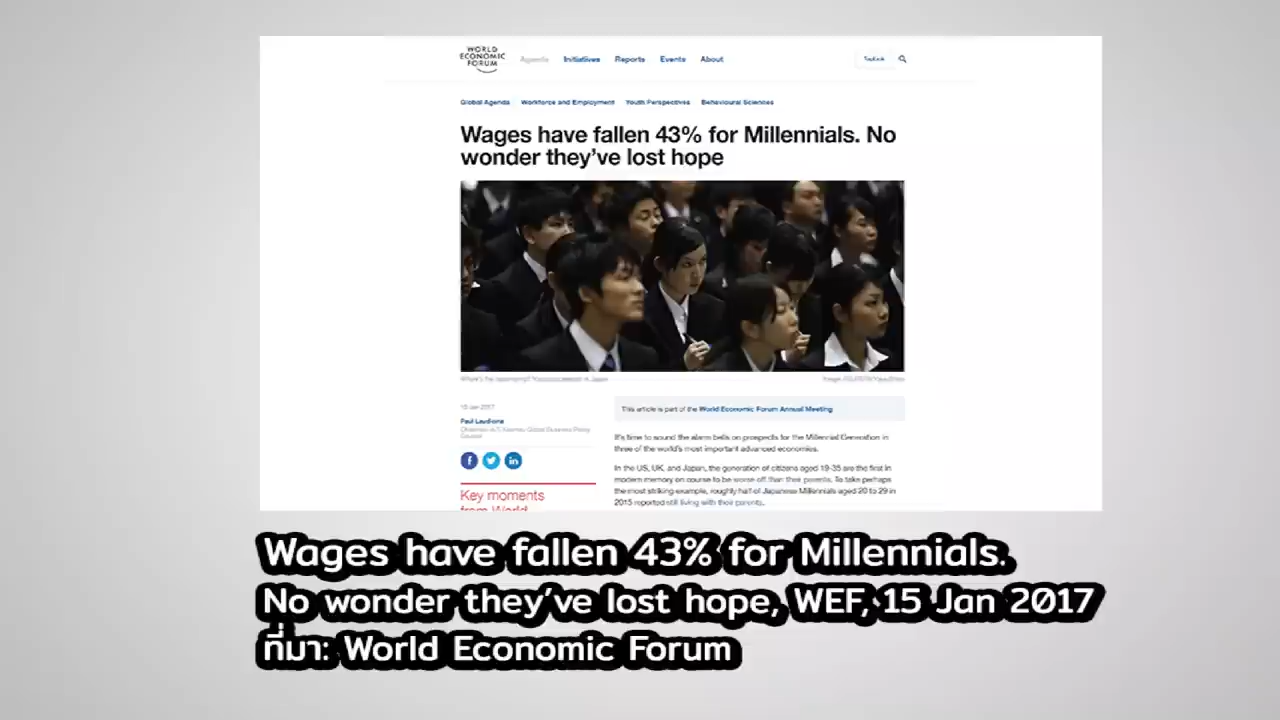 WORLD
ECONOMIC
FORUM
Agenda Initiatives Reports Events About
TopLink
Global Agenda Workforce and Employment Youth Perspectives Behavioural Sciences
Wages have fallen 43% for Millennials. No
wonder they've lost hope
15 Jan 2017
This article is part of the World Economic Forum Annual Meeting
It's time to sound the alarm bells on prospects for the Millennial Generation in
three of the world's most important advanced economies.
In the US, UK, and Japan, the generation of citizens aged 19-35 are the first in
modern memory on course to be worse off than their parents. To take perhaps
the most striking example, roughly half of Japanese Millennials aged 20 to 29 in
2015 reported still living with their parents.
Key moments
from World
Wages have fallen 43% for Millennials.
No wonder they've lost hope, WEF, 15 Jan 2017
ที่มา: World Economic Forum